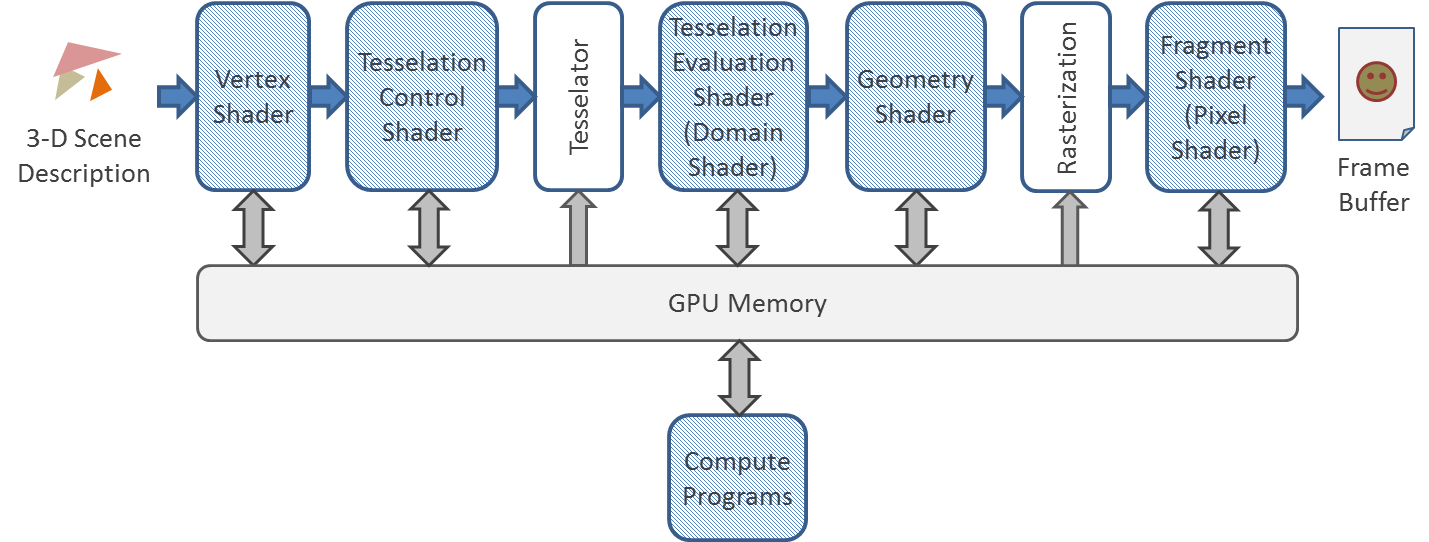 3-D Scene
Description
Vertex
Shader
Tesselation
Control
Shader
Tesselator
Tesselation
Evaluation
Shader
(Domain
Shader)
Geometry
Shader
Rasterization
Fragment
Shader
(Pixel
Shader)
Frame
Buffer
GPU Memory
Compute
Programs